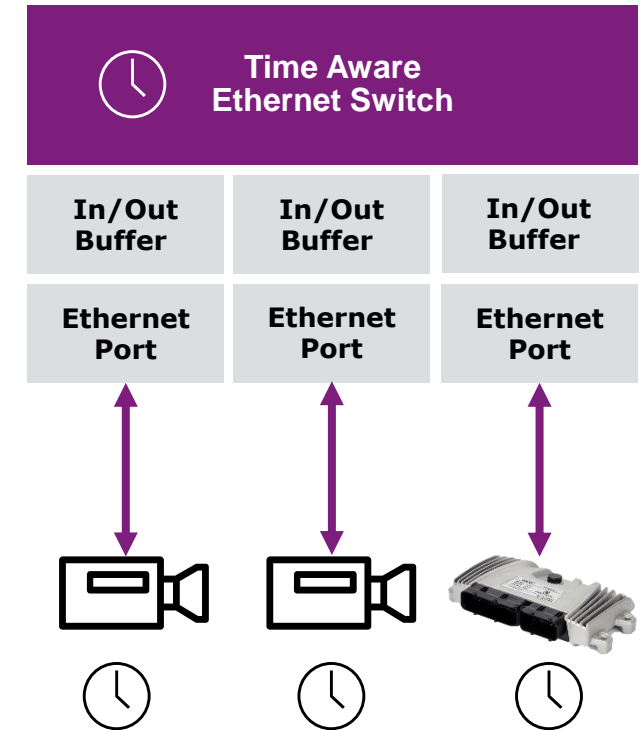 Time Aware
Ethernet Switch
In/Out
Buffer
In/Out
Buffer
In/Out
Buffer
Ethernet
Port
Ethernet
Port
Ethernet
Port